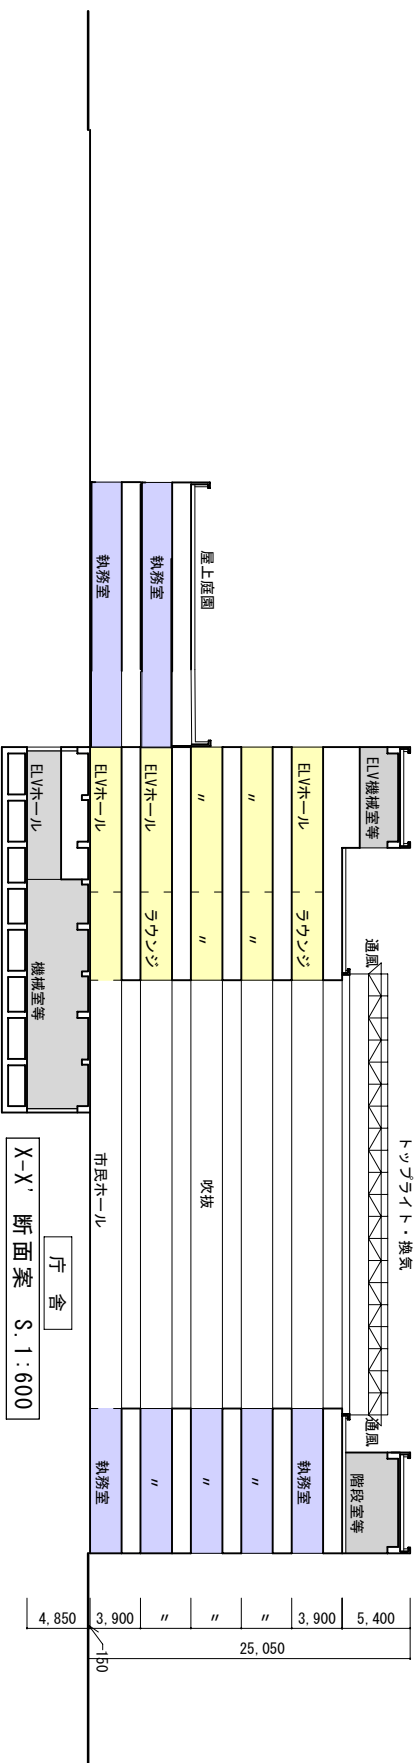 トップライト・換気
ELV機械室等
通風
通風
階段室等
5,400
ELVホール
ラウンジ
執務室
3,900
〃
〃
〃
〃
屋上庭園
〃
〃
吹抜
〃
〃
25,050
執務室
ELVホール
ラウンジ
〃
〃
執務室
ELVホール
市民ホール
執務室
3,900
150
ELVホール
機械室等
4,850
庁 舎
X-X' 断面案 S.1:600